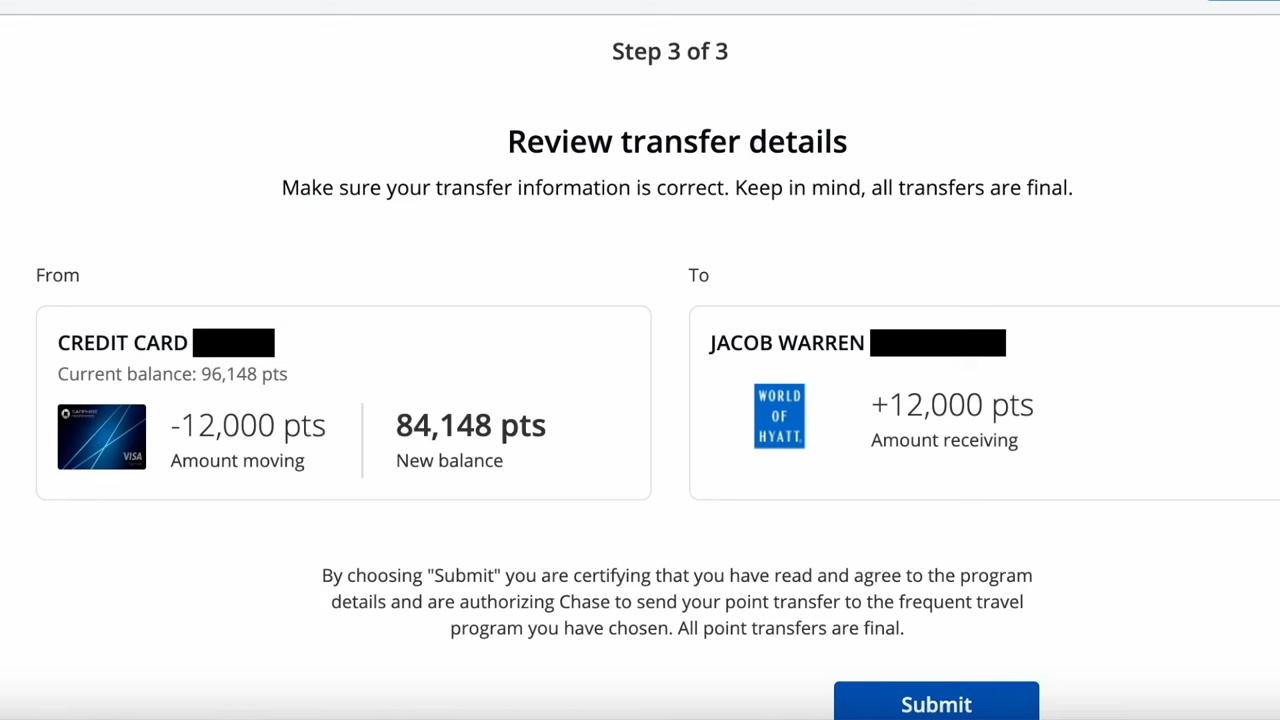 Step 3 of 3
Review transfer details
Make sure your transfer information is correct. Keep in mind, all transfers are final.
From
CREDIT CARD
Current balance: 96,148 pts
SAPPHIRE
VISA
-12,000 pts
Amount moving
84,148 pts
New balance
To
JACOB WARREN
WORLD
OF
HYATT
+12,000 pts
Amount receiving
By choosing "Submit" you are certifying that you have read and agree to the program
details and are authorizing Chase to send your point transfer to the frequent travel
program you have chosen. All point transfers are final.
Submit